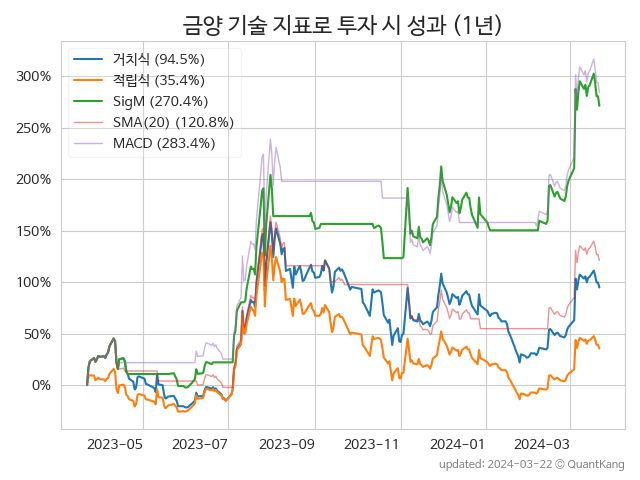 금양 기술 지표로 투자 시 성과 (1년)
거치식 (94.5%)
적립식 (35.4%)
SigM (270.4%)
SMA(20) (120.8%)
MACD (283.4%)
300%
250%
200%
150%
100%
50%
0%
2023-05 2023-07 2023-09 2023-11 2024-01 2024-03
updated: 2024-03-22 © QuantKang